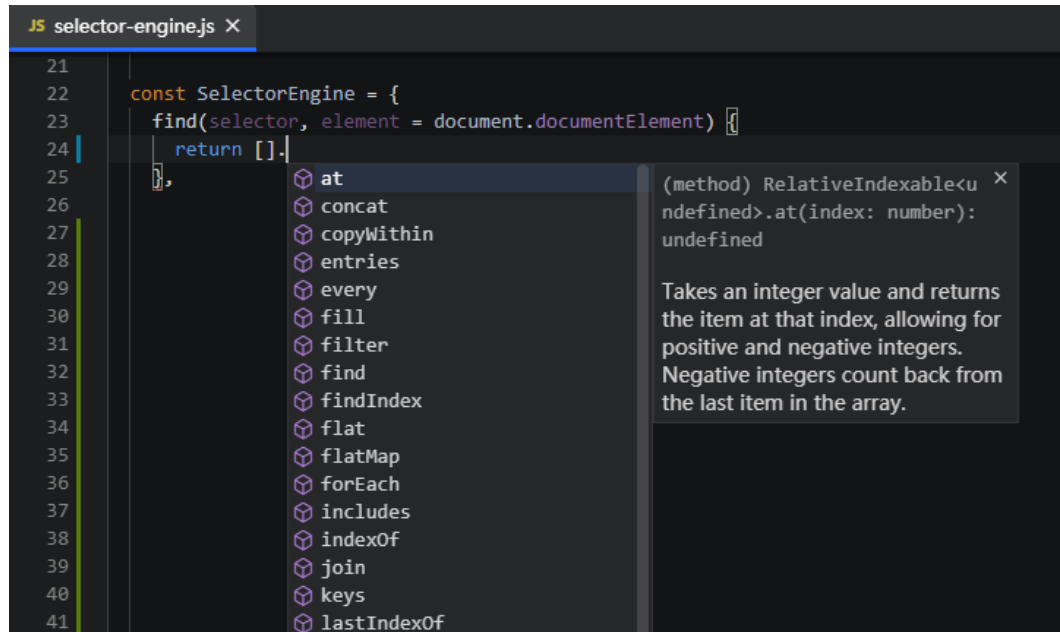 JS selector-engine.js ×
21
22 const SelectorEngine = {
23 find(selector, element = document.documentElement) {
24 return [].
25 },
26
27
28
29
30
31
32
33
34
35
36
37
38
39
40
41
at
concat
copyWithin
entries
every
fill
filter
find
findIndex
flat
flatMap
forEach
includes
indexOf
join
keys
lastIndexOf
(method) RelativeIndexable<u ×
ndefined>.at(index: number):
undefined
Takes an integer value and returns
the item at that index, allowing for
positive and negative integers.
Negative integers count back from
the last item in the array.